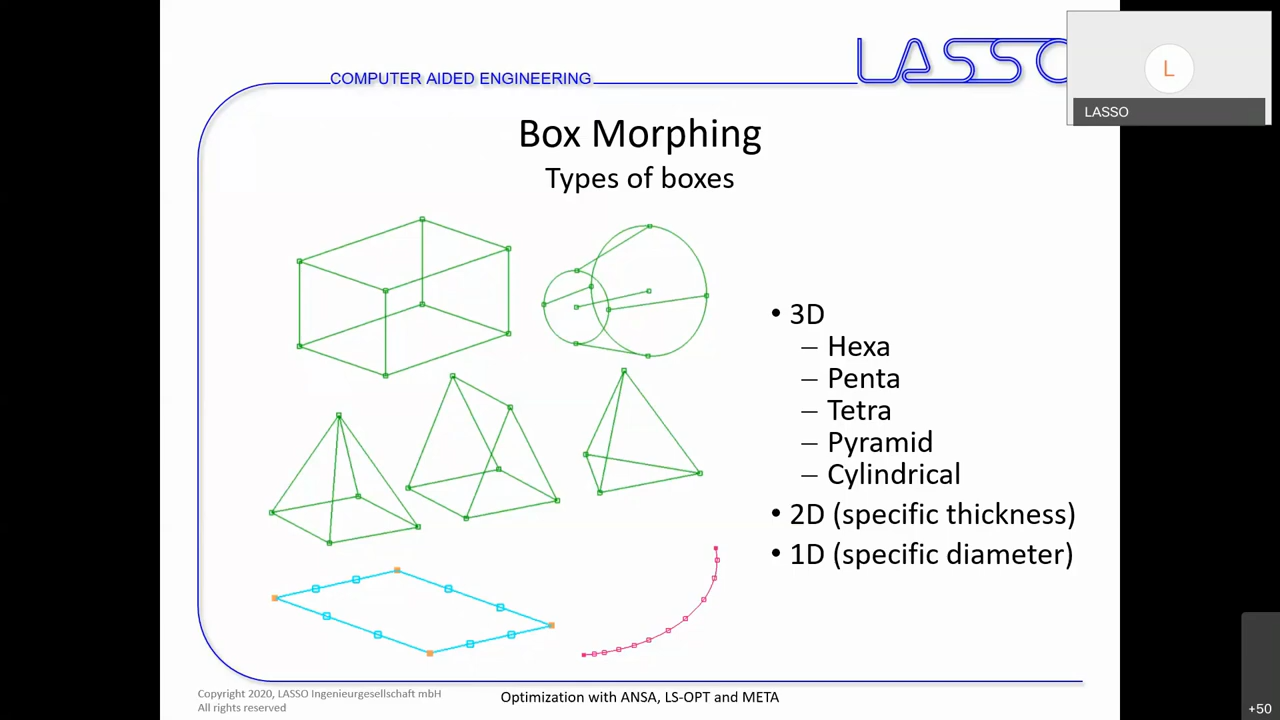 COMPUTER AIDED ENGINEERING
LASSO
L
LASSO
Box Morphing
Types of boxes
• 3D
– Hexa
– Penta
– Tetra
– Pyramid
– Cylindrical
• 2D (specific thickness)
• 1D (specific diameter)
Copyright 2020, LASSO Ingenieurgesellschaft mbH
All rights reserved
Optimization with ANSA, LS-OPT and META
+50